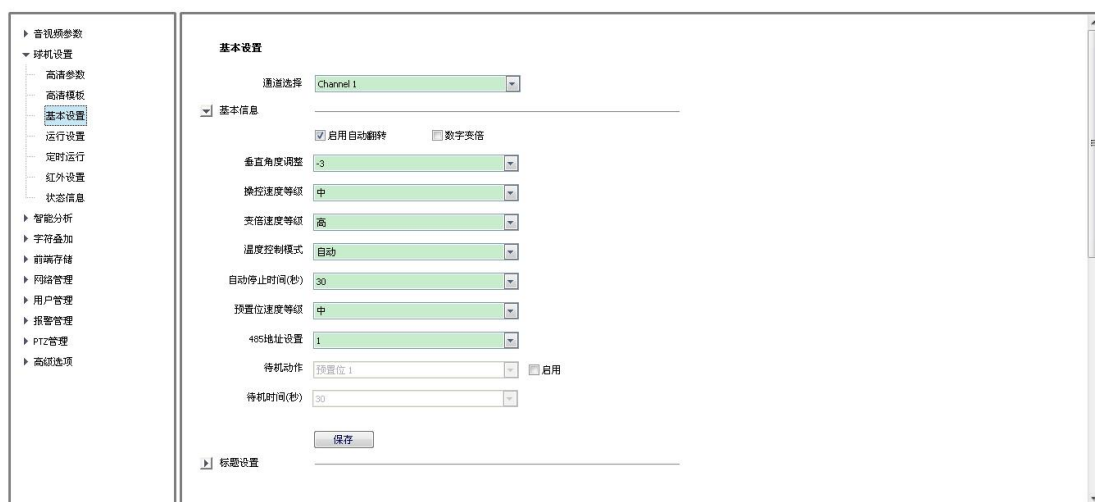 音视频参数
球机设置
高清参数
高清模板
基本设置
运行设置
定时运行
红外设置
状态信息
智能分析
字符叠加
前端存储
网络管理
用户管理
报警管理
PTZ管理
高级选项
基本设置
通道选择 Channel 1
基本信息
启用自动翻转 数字变倍
垂直角度调整 -3
操控速度等级 中
变倍速度等级 高
温度控制模式 自动
自动停止时间(秒) 30
预置位速度等级 中
485地址设置 1
待机动作 预置位 1 启用
待机时间(秒) 30
保存
标题设置